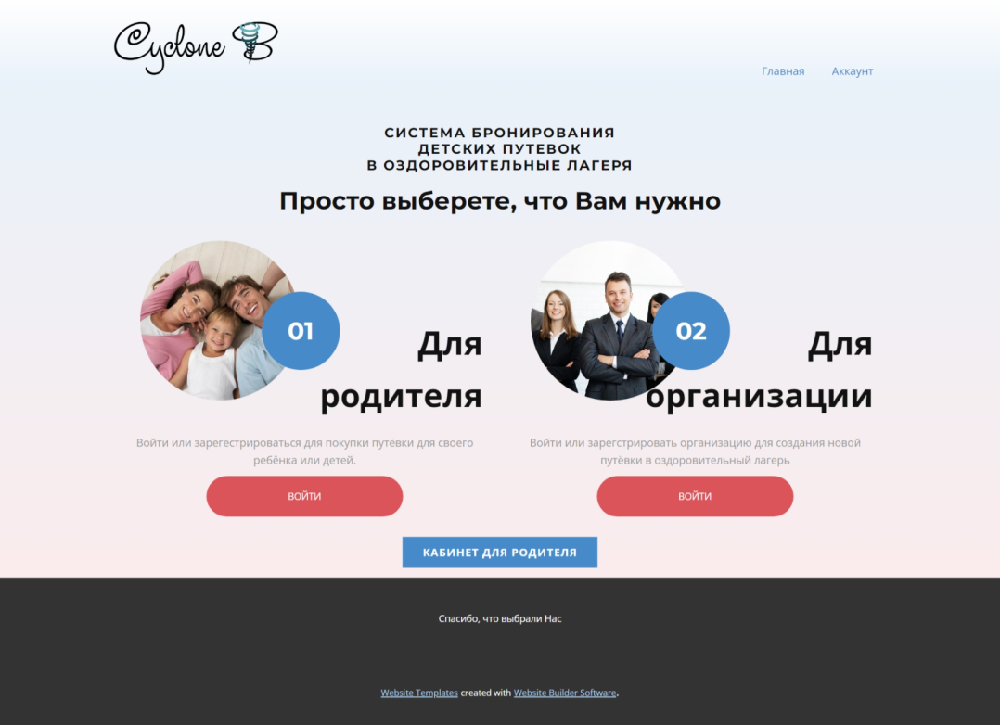 Cyclone B
Главная
Аккаунт
СИСТЕМА БРОНИРОВАНИЯ
ДЕТСКИХ ПУТЕВОК
В ОЗДОРОВИТЕЛЬНЫЕ ЛАГЕРЯ
Просто выберете, что Вам нужно
01
Для
родителя
Войти или зарегестрироваться для покупки путёвки для своего
ребёнка или детей.
ВОЙТИ
02
Для
организации
Войти или зарегстрировать организацию для создания новой
путёвки в оздоровительный лагерь
ВОЙТИ
КАБИНЕТ ДЛЯ РОДИТЕЛЯ
Спасибо, что выбрали Нас
Website Templates created with Website Builder Software.